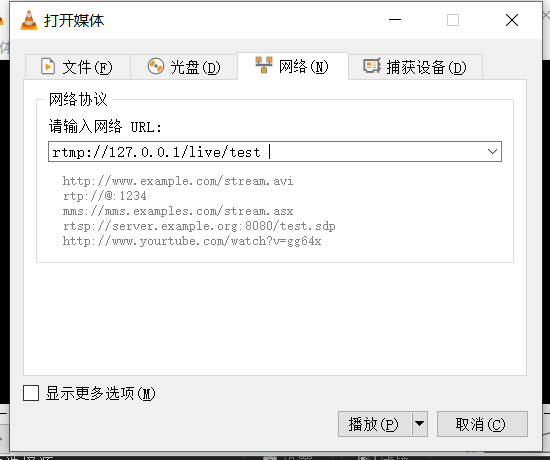 打开媒体
文件(F)
光盘(D)
网络(N)
捕获设备(D)
网络协议
请输入网络 URL:
rtmp://127.0.0.1/live/test
http://www.example.com/stream.avi
rtp://@:1234
mms://mms.examples.com/stream.asx
rtsp://server.example.org:8080/test.sdp
http://www.yourtube.com/watch?v=gg64x
显示更多选项(M)
播放(P)
取消(C)